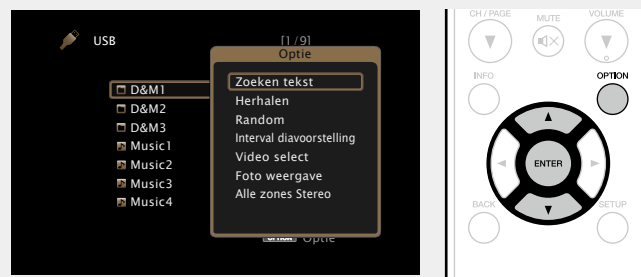 USB
[1 / 9]
Optie
Zoeken tekst
Herhalen
Random
Interval diavoorstelling
Video select
Foto weergave
Alle zones Stereo
D&M1
D&M2
D&M3
Music1
Music2
Music3
Music4
OPTION Optie
CH / PAGE
MUTE
VOLUME
INFO
OPTION
ENTER
BACK
SETUP